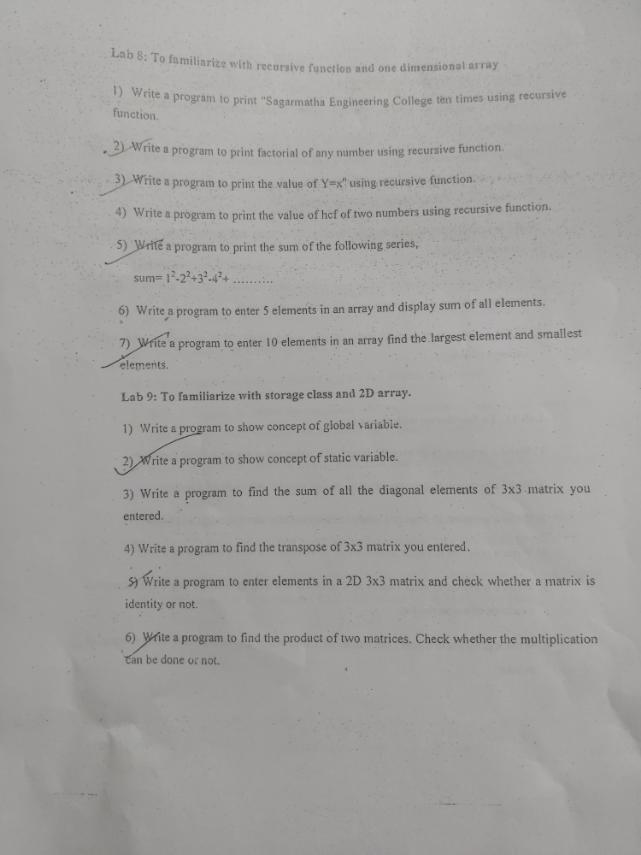 Lab 8: To familiarize with recursive function and one dimensional array
1) Write a program to print "Sagarmatha Engineering College ten times using recursive
function.
2) Write a program to print factorial of any number using recursive function.
3) Write a program to print the value of Y=xⁿ using recursive function.
4) Write a program to print the value of hcf of two numbers using recursive function.
5) Write a program to print the sum of the following series,
sum= 1²-2²+3²-4²+ ..........
6) Write a program to enter 5 elements in an array and display sum of all elements.
7) Write a program to enter 10 elements in an array find the largest element and smallest
elements.
Lab 9: To familiarize with storage class and 2D array.
1) Write a program to show concept of global variable.
2) Write a program to show concept of static variable.
3) Write a program to find the sum of all the diagonal elements of 3x3 matrix you
entered.
4) Write a program to find the transpose of 3x3 matrix you entered.
5) Write a program to enter elements in a 2D 3x3 matrix and check whether a matrix is
identity or not.
6) Write a program to find the product of two matrices. Check whether the multiplication
can be done or not.